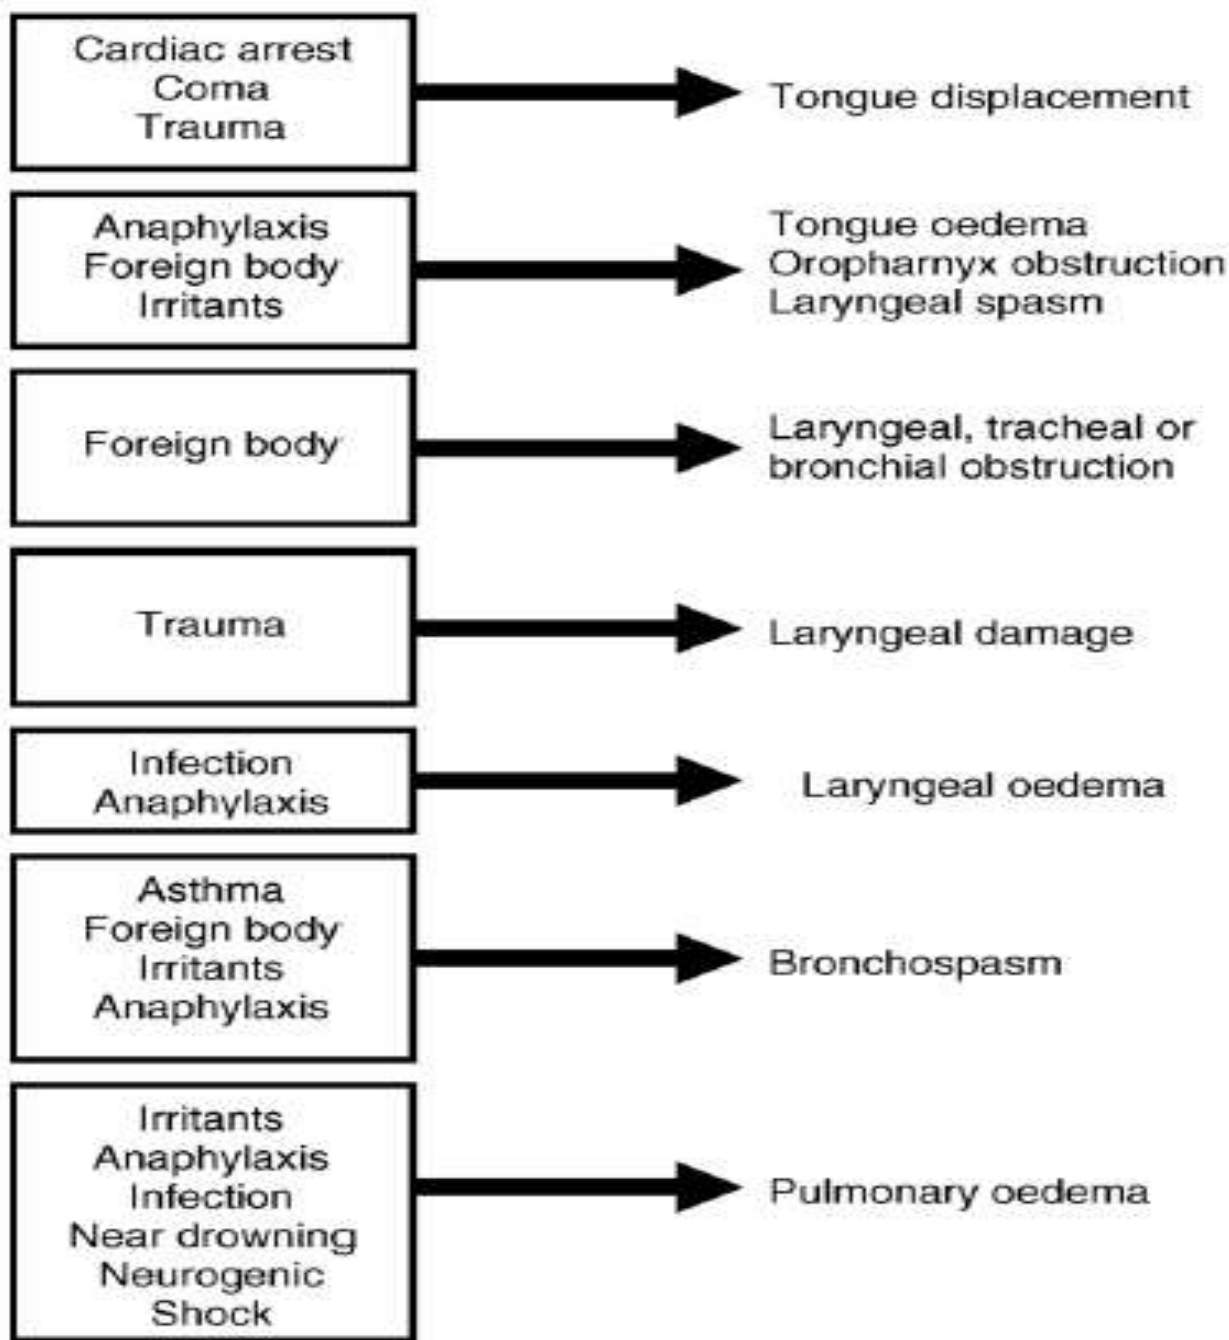 Cardiac arrest
Coma
Trauma
Tongue displacement
Anaphylaxis
Foreign body
Irritants
Tongue oedema
Oropharnyx obstruction
Laryngeal spasm
Foreign body
Laryngeal, tracheal or
bronchial obstruction
Trauma
Laryngeal damage
Infection
Anaphylaxis
Laryngeal oedema
Asthma
Foreign body
Irritants
Anaphylaxis
Bronchospasm
Irritants
Anaphylaxis
Infection
Near drowning
Neurogenic
Shock
Pulmonary oedema